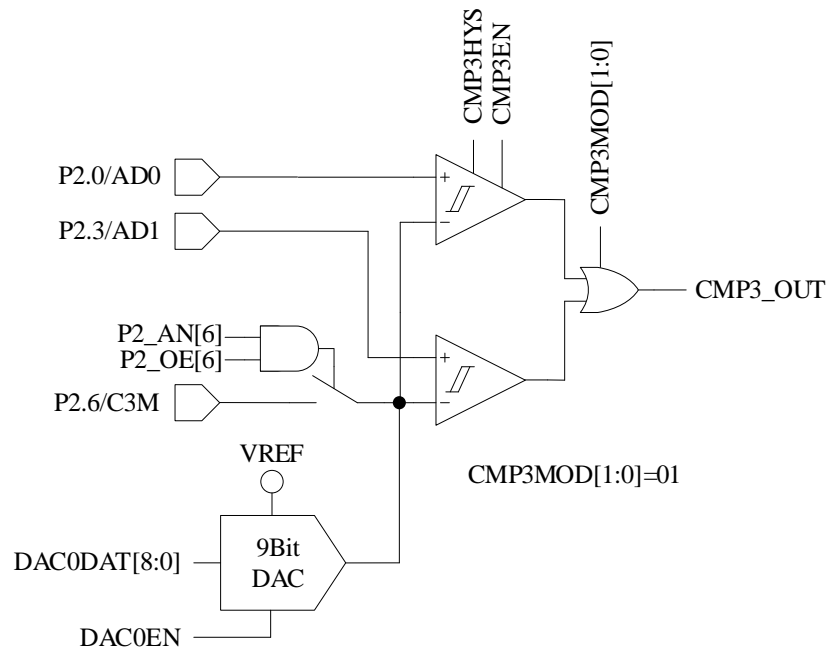 CMP3HYS
CMP3EN
CMP3MOD[1:0]
P2.0/AD0
+
−
P2.3/AD1
CMP3_OUT
P2_AN[6]
P2_OE[6]
+
−
P2.6/C3M
VREF
CMP3MOD[1:0]=01
DAC0DAT[8:0]
9Bit
DAC
DAC0EN